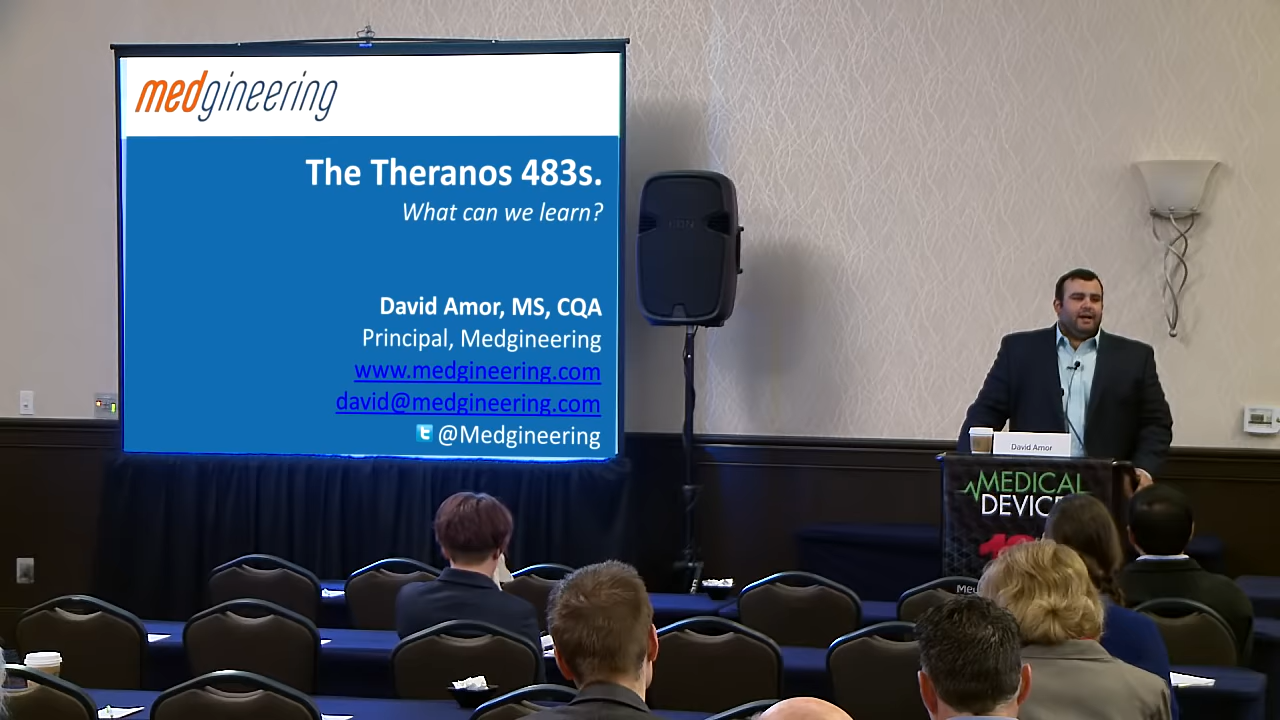 medgineering
The Theranos 483s.
What can we learn?
David Amor, MS, CQA
Principal, Medgineering
www.medgineering.com
david@medgineering.com
@Medgineering
David Amor
MEDICAL
DEVICE